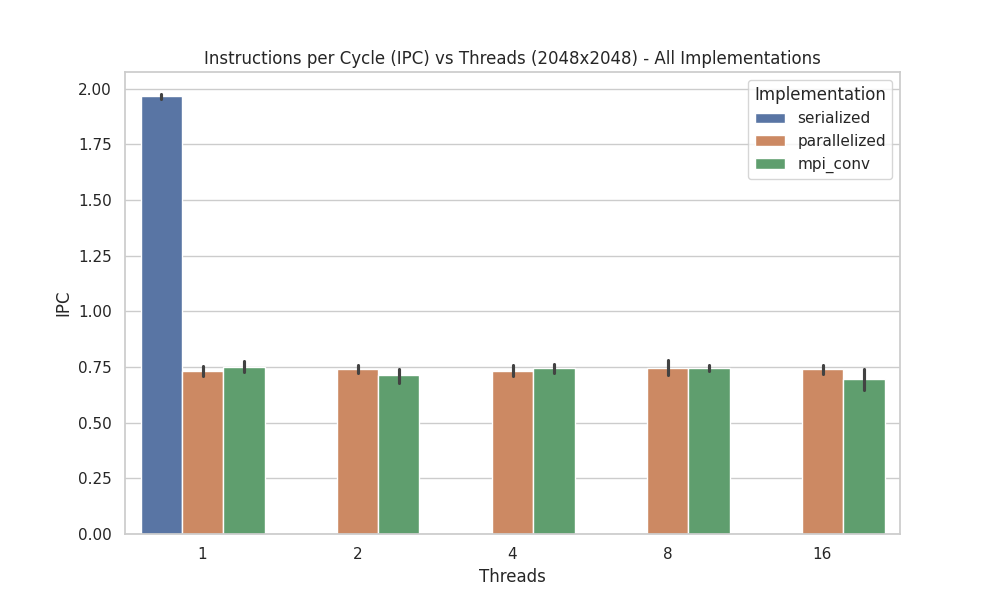 Instructions per Cycle (IPC) vs Threads (2048x2048) - All Implementations
Implementation
serialized
parallelized
mpi_conv
IPC
2.00
1.75
1.50
1.25
1.00
0.75
0.50
0.25
0.00
1 2 4 8 16
Threads